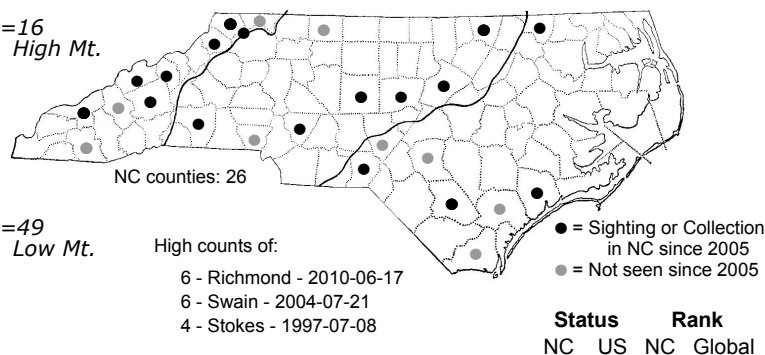 =16
High Mt.
NC counties: 26
=49
Low Mt.
High counts of:
6 - Richmond - 2010-06-17
6 - Swain - 2004-07-21
4 - Stokes - 1997-07-08
● = Sighting or Collection
in NC since 2005
● = Not seen since 2005
Status Rank
NC US NC Global